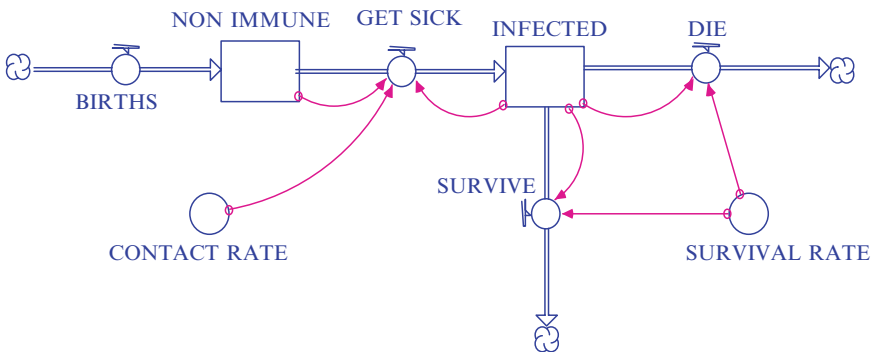 NON IMMUNE
GET SICK
INFECTED
DIE
BIRTHS
SURVIVE
CONTACT RATE
SURVIVAL RATE